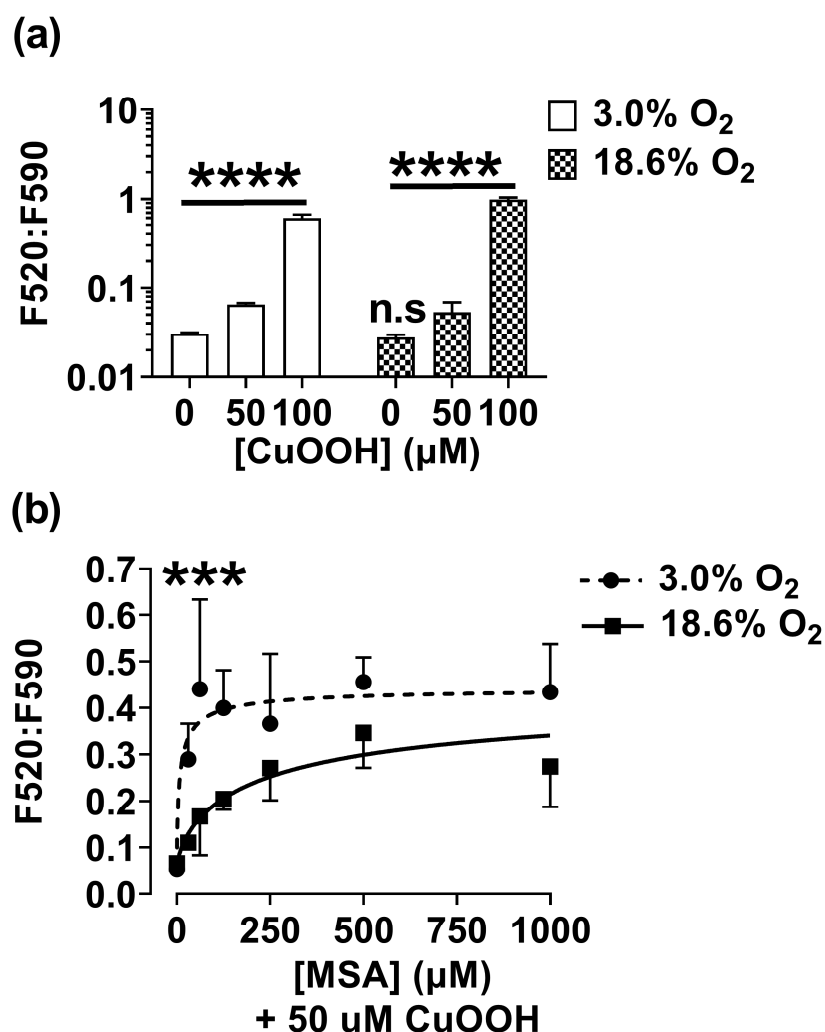 (a)
F520:F590
10
1
0.1
0.01
****
****
n.s
3.0% O₂
18.6% O₂
0 50 100 0 50 100
[CuOOH] (µM)
(b)
F520:F590
0.7
0.6
0.5
0.4
0.3
0.2
0.1
0.0
***
3.0% O₂
18.6% O₂
0 250 500 750 1000
[MSA] (µM)
+ 50 uM CuOOH